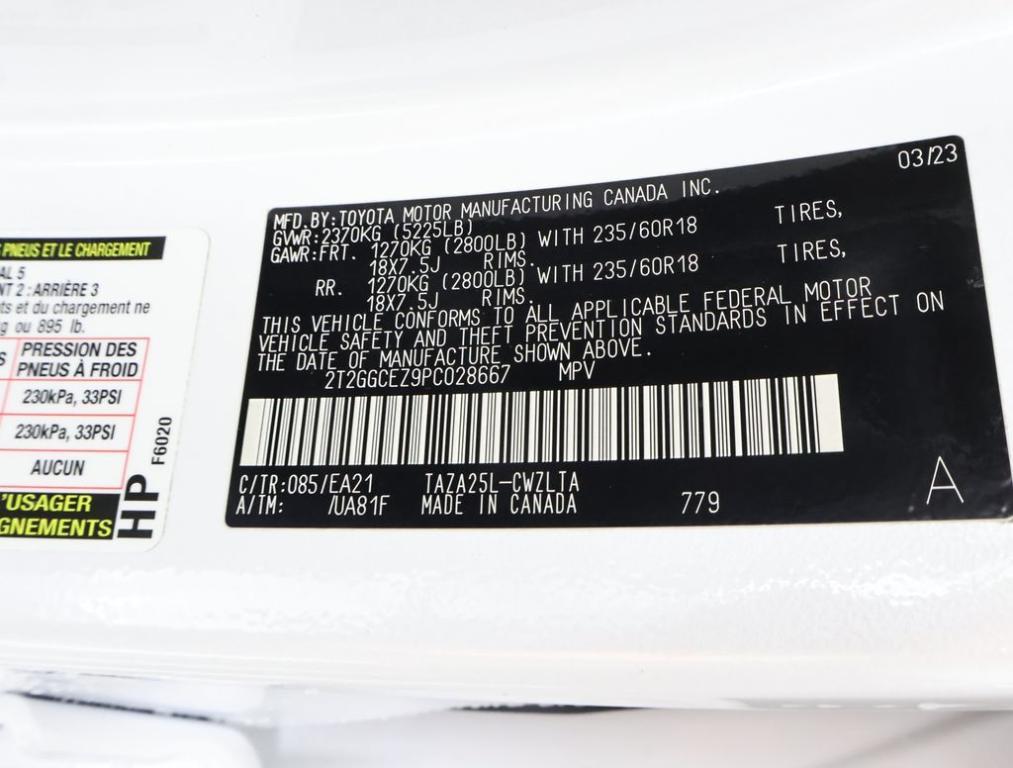 S PNEUS ET LE CHARGEMENT
AL 5
NT 2 : ARRIÈRE 3
ts et du chargement ne
g ou 895 lb.
S PRESSION DES
PNEUS À FROID
230kPa, 33PSI
230kPa, 33PSI
AUCUN
'USAGER
GNEMENTS
HP
F6020
03/23
MFD.BY:TOYOTA MOTOR MANUFACTURING CANADA INC.
GVWR:2370KG (5225LB)
GAWR:FRT. 1270KG (2800LB) WITH 235/60R18 TIRES,
18X7.5J RIMS.
RR. 1270KG (2800LB) WITH 235/60R18 TIRES,
18X7.5J RIMS.
THIS VEHICLE CONFORMS TO ALL APPLICABLE FEDERAL MOTOR
VEHICLE SAFETY AND THEFT PREVENTION STANDARDS IN EFFECT ON
THE DATE OF MANUFACTURE SHOWN ABOVE.
2T2GGCEZ9PC028667 MPV
C/TR:085/EA21 TAZA25L-CWZLTA
A/TM: /UA81F MADE IN CANADA 779
A